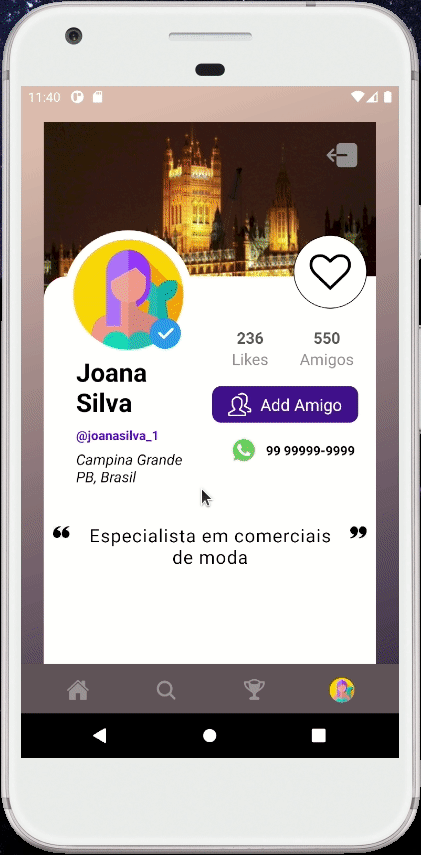 11:40
236
550
Likes
Amigos
Joana
Silva
Add Amigo
@joanasilva_1
99 99999-9999
Campina Grande
PB, Brasil
❝ Especialista em comerciais ❞
de moda